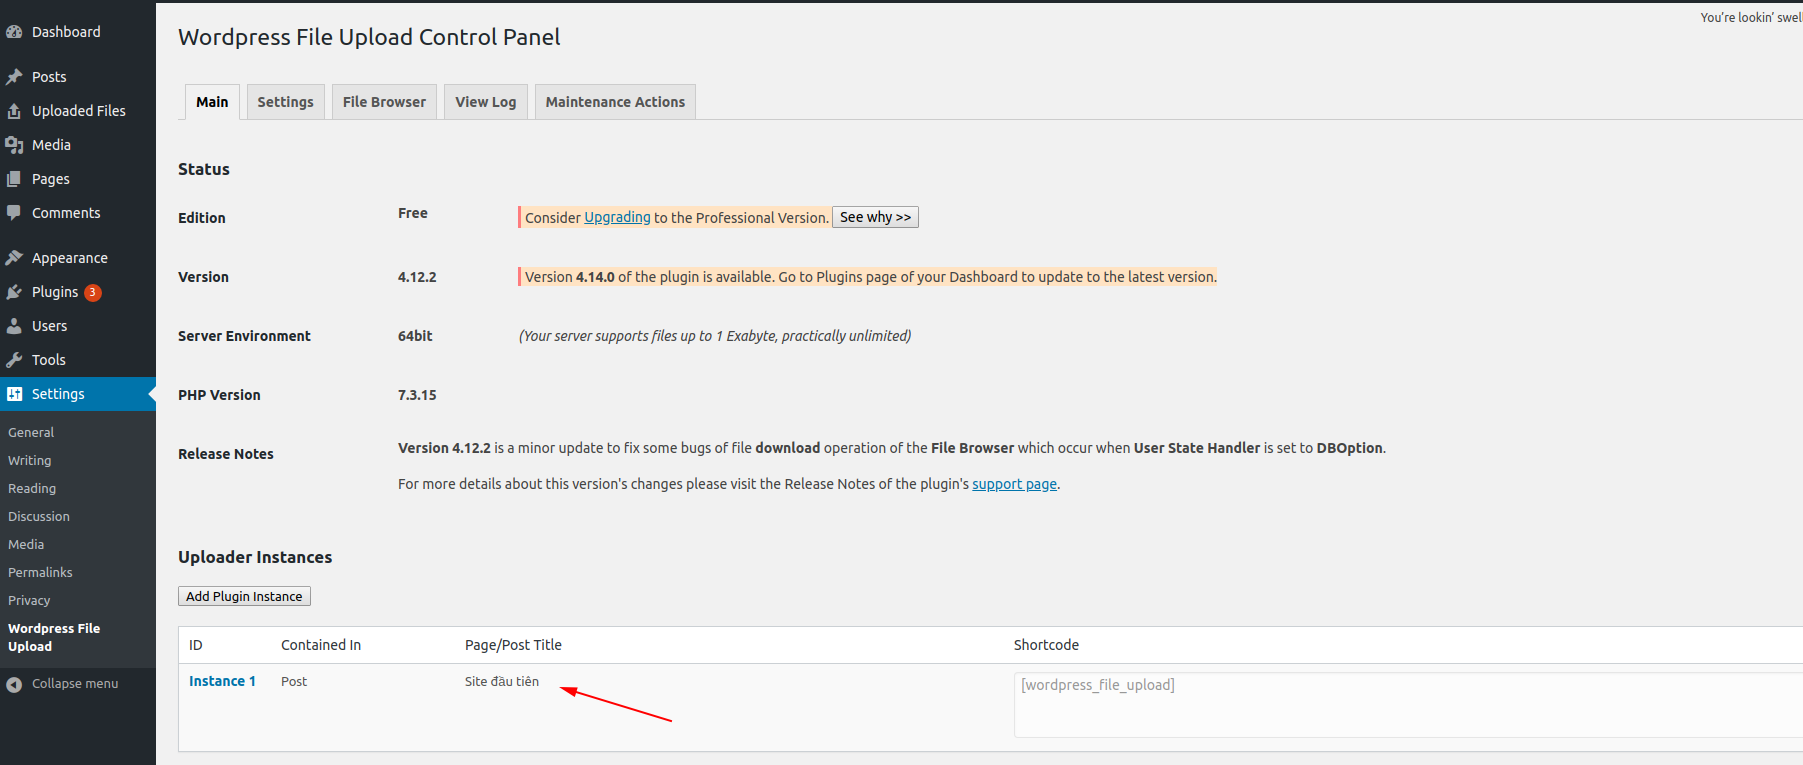 You're lookin' swell
Dashboard
Posts
Uploaded Files
Media
Pages
Comments
Appearance
Plugins 3
Users
Tools
Settings
General
Writing
Reading
Discussion
Media
Permalinks
Privacy
Wordpress File
Upload
Collapse menu
Wordpress File Upload Control Panel
Main Settings File Browser View Log Maintenance Actions
Status
Edition Free Consider Upgrading to the Professional Version. See why >>
Version 4.12.2 Version 4.14.0 of the plugin is available. Go to Plugins page of your Dashboard to update to the latest version.
Server Environment 64bit (Your server supports files up to 1 Exabyte, practically unlimited)
PHP Version 7.3.15
Release Notes Version 4.12.2 is a minor update to fix some bugs of file download operation of the File Browser which occur when User State Handler is set to DBOption.
For more details about this version's changes please visit the Release Notes of the plugin's support page.
Uploader Instances
Add Plugin Instance
ID Contained In Page/Post Title Shortcode
Instance 1 Post Site đầu tiên [wordpress_file_upload]